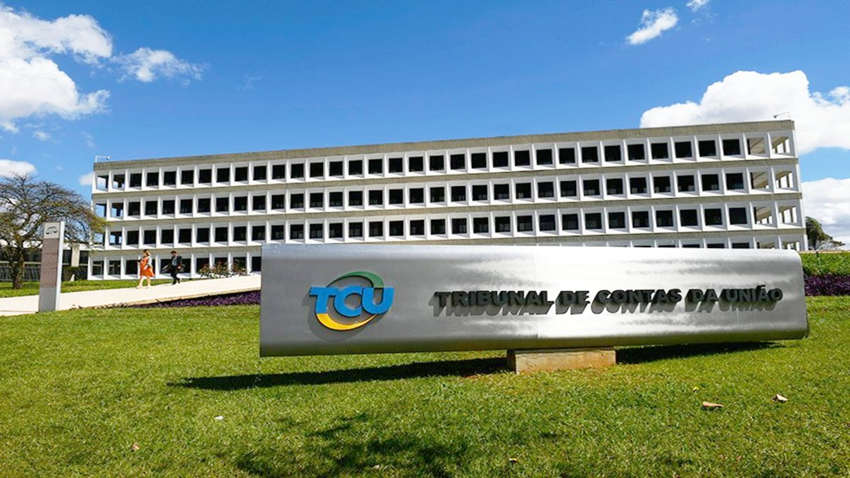 TCU
TRIBUNAL DE CONTAS DA UNIÃO